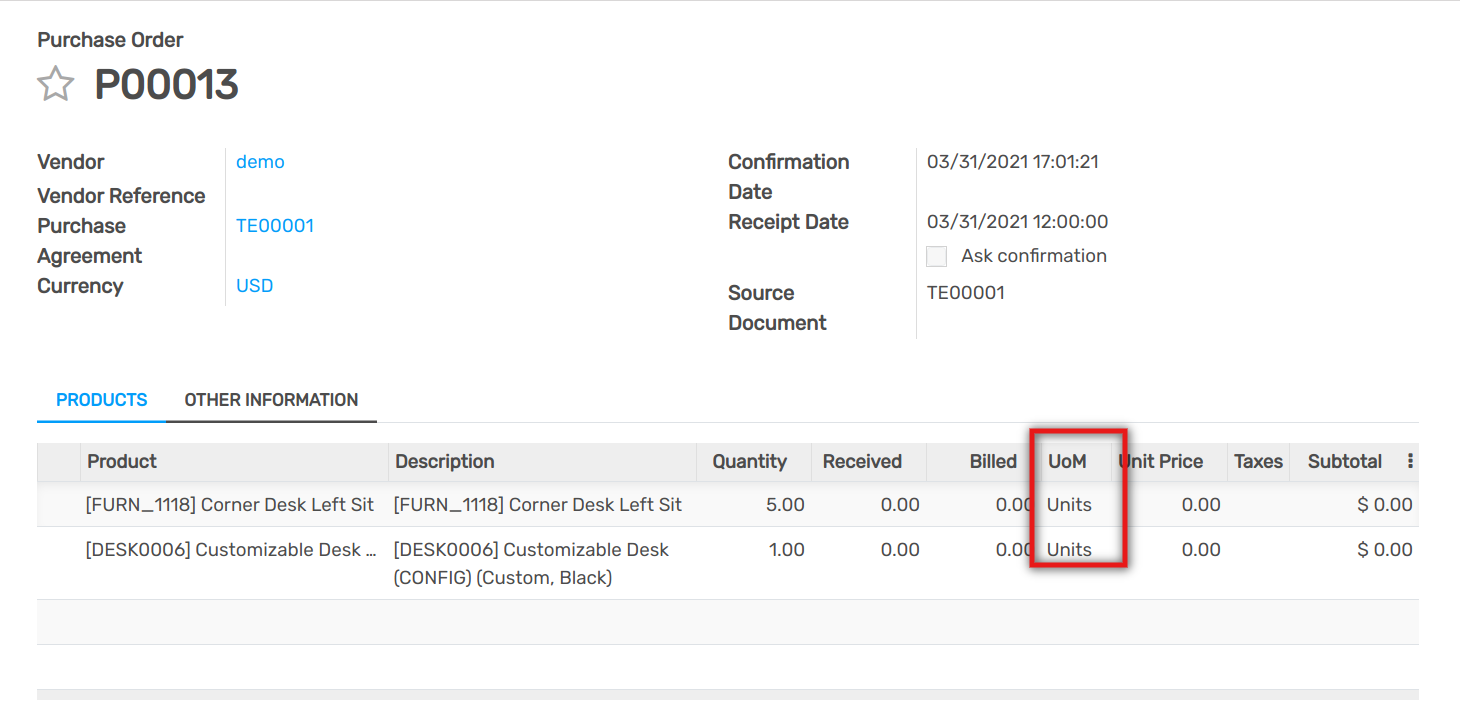 Purchase Order
P00013
Vendor demo
Vendor Reference
Purchase Agreement TE00001
Currency USD
Confirmation Date 03/31/2021 17:01:21
Receipt Date 03/31/2021 12:00:00
Ask confirmation
Source Document TE00001
PRODUCTS OTHER INFORMATION
Product Description Quantity Received Billed UoM Unit Price Taxes Subtotal
[FURN_1118] Corner Desk Left Sit [FURN_1118] Corner Desk Left Sit 5.00 0.00 0.00 Units 0.00 $ 0.00
[DESK0006] Customizable Desk ... [DESK0006] Customizable Desk 1.00 0.00 0.00 Units 0.00 $ 0.00
(CONFIG) (Custom, Black)